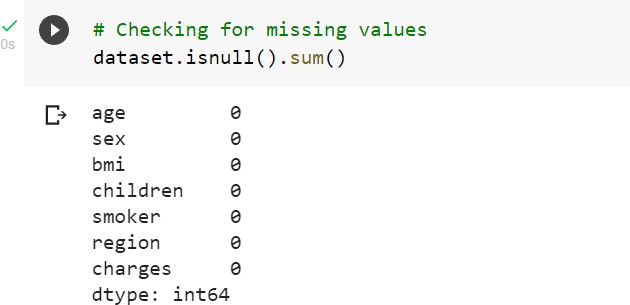 # Checking for missing values
0s
dataset.isnull().sum()
age 0
sex 0
bmi 0
children 0
smoker 0
region 0
charges 0
dtype: int64